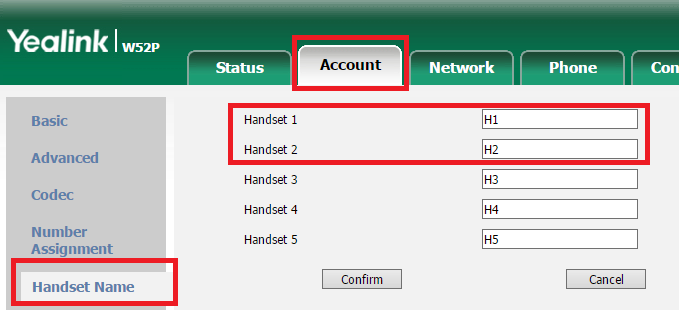 Yealink W52P
Status Account Network Phone Con
Basic
Advanced
Codec
Number
Assignment
Handset Name
Handset 1 H1
Handset 2 H2
Handset 3 H3
Handset 4 H4
Handset 5 H5
Confirm Cancel